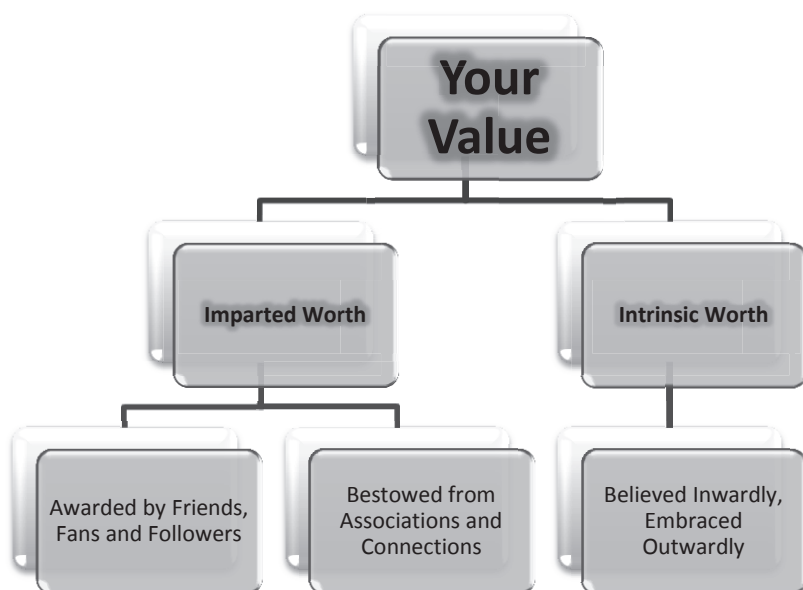 Your
Value
Imparted Worth
Intrinsic Worth
Awarded by Friends,
Fans and Followers
Bestowed from
Associations and
Connections
Believed Inwardly,
Embraced
Outwardly